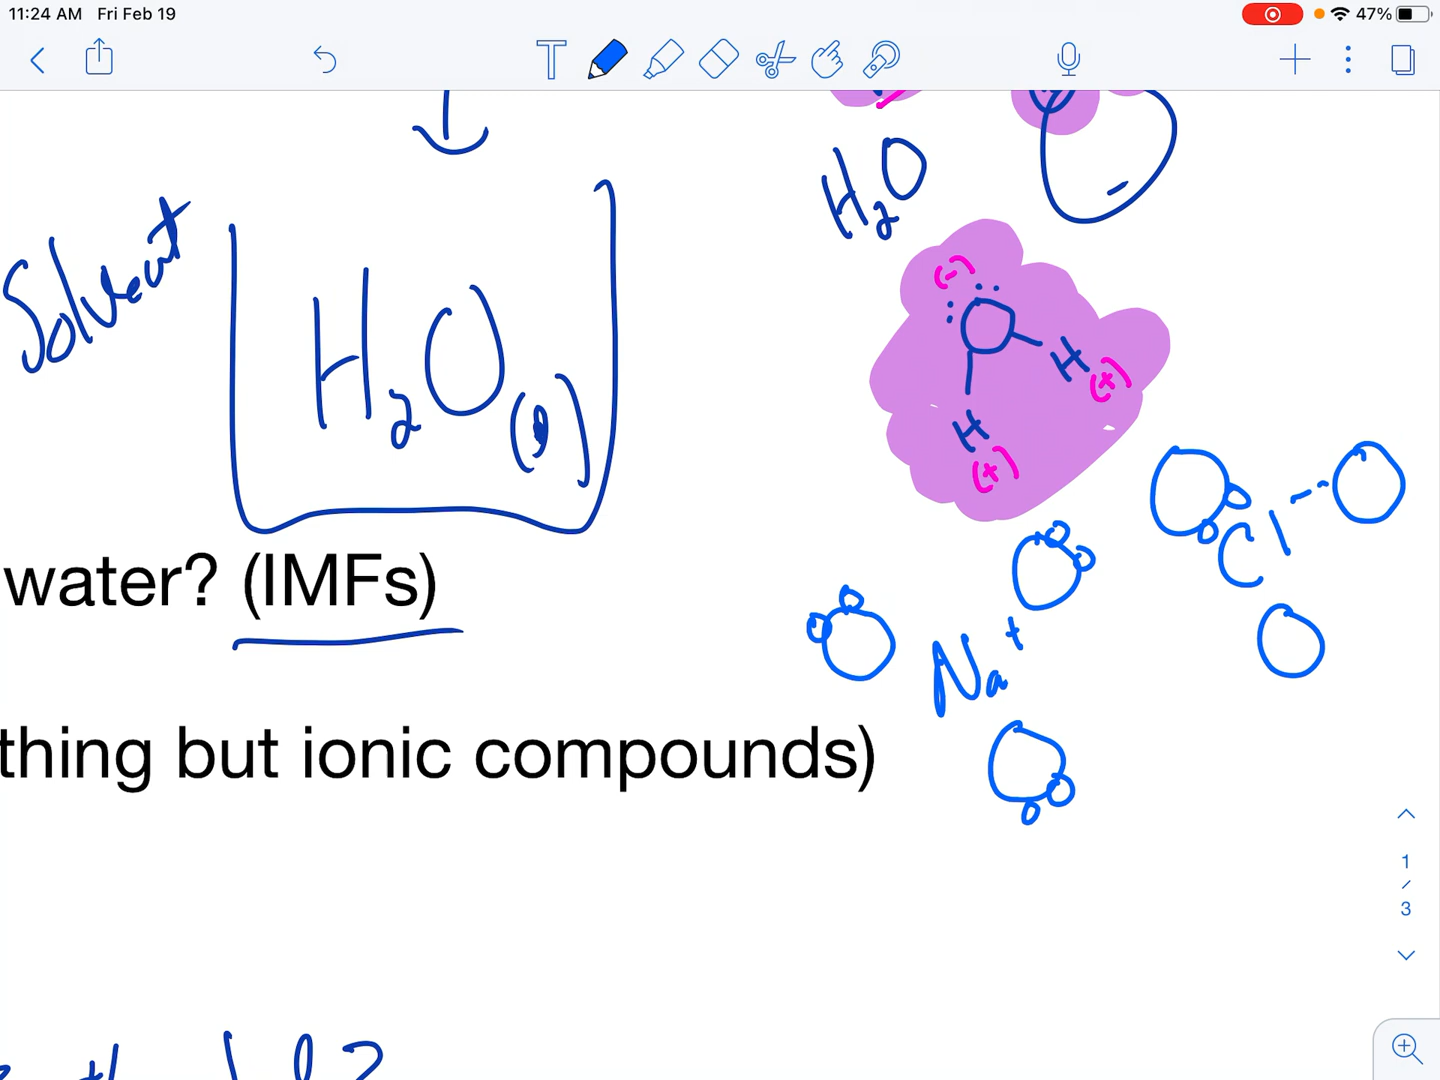 11:24 AM Fri Feb 19
47%
T
H₂O
Solvent
H₂O(l)
(-)
H (+)
H
(+)
Cl⁻
water? (IMFs)
Na⁺
thing but ionic compounds)
1
/
3